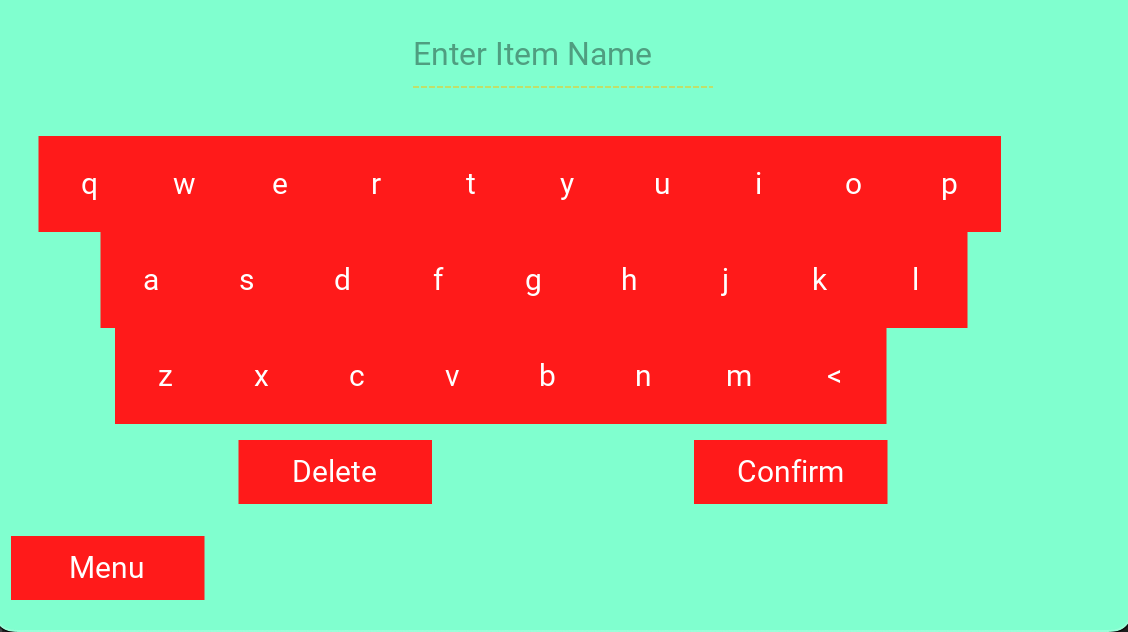 Enter Item Name
q w e r t y u i o p
a s d f g h j k l
z x c v b n m <
Delete Confirm
Menu